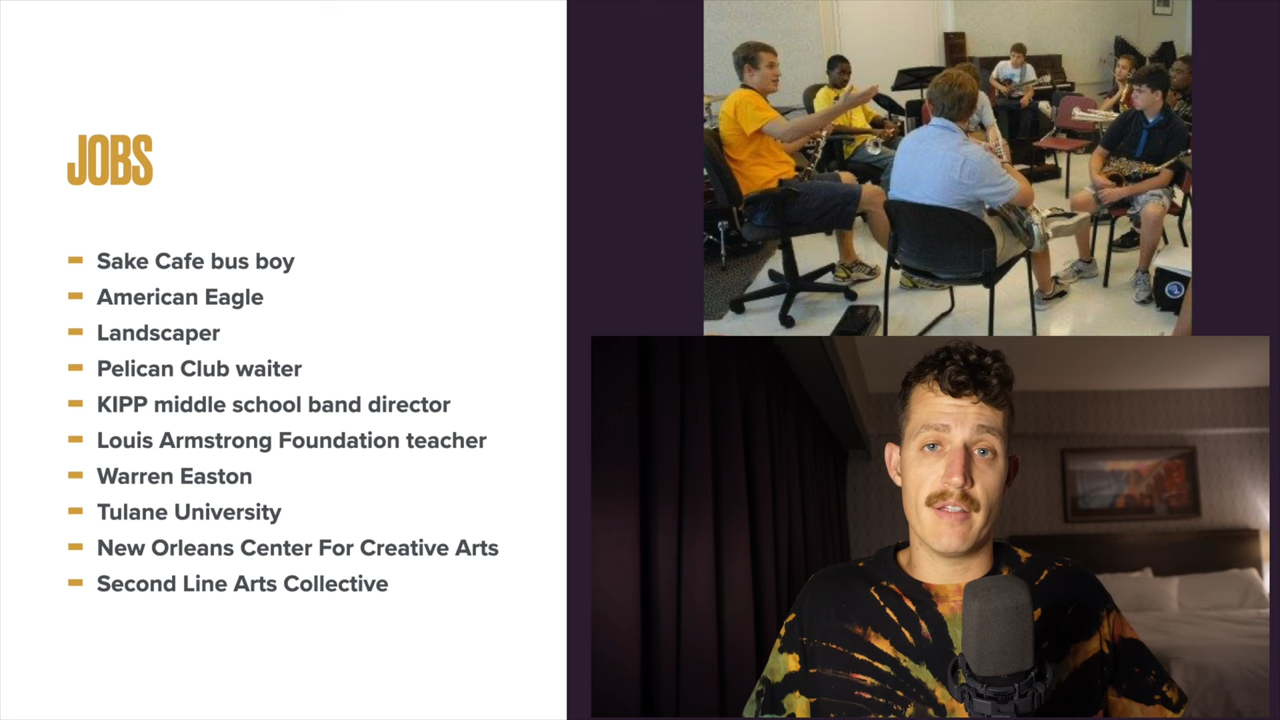 JOBS
Sake Cafe bus boy
American Eagle
Landscaper
Pelican Club waiter
KIPP middle school band director
Louis Armstrong Foundation teacher
Warren Easton
Tulane University
New Orleans Center For Creative Arts
Second Line Arts Collective